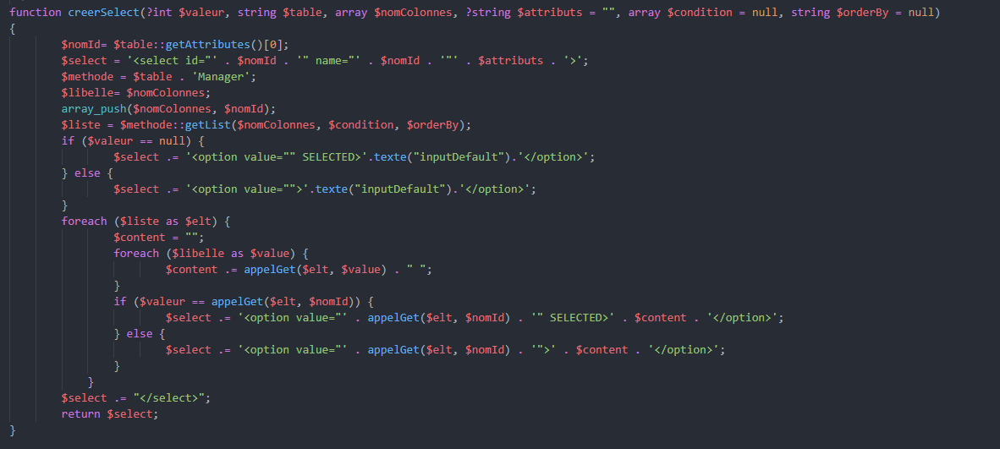 function creerSelect(?int $valeur, string $table, array $nomColonnes, ?string $attributs = "", array $condition = null, string $orderBy = null)
{
$nomId= $table::getAttributes()[0];
$select = '<select id="' . $nomId . '" name="' . $nomId . '"' . $attributs . '>';
$methode = $table . 'Manager';
$libelle= $nomColonnes;
array_push($nomColonnes, $nomId);
$liste = $methode::getList($nomColonnes, $condition, $orderBy);
if ($valeur == null) {
$select .= '<option value="" SELECTED>'.texte("inputDefault").'</option>';
} else {
$select .= '<option value="">'.texte("inputDefault").'</option>';
}
foreach ($liste as $elt) {
$content = "";
foreach ($libelle as $value) {
$content .= appelGet($elt, $value) . " ";
}
if ($valeur == appelGet($elt, $nomId)) {
$select .= '<option value="' . appelGet($elt, $nomId) . '" SELECTED>' . $content . '</option>';
} else {
$select .= '<option value="' . appelGet($elt, $nomId) . '">' . $content . '</option>';
}
}
$select .= "</select>";
return $select;
}